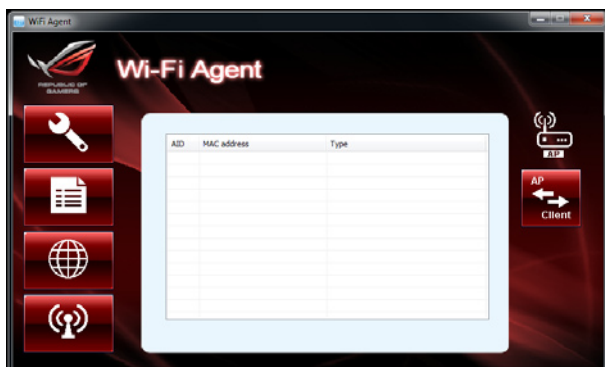 WiFi Agent
REPUBLIC OF
GAMERS
Wi-Fi Agent
AID MAC address Type
AP
AP
Client